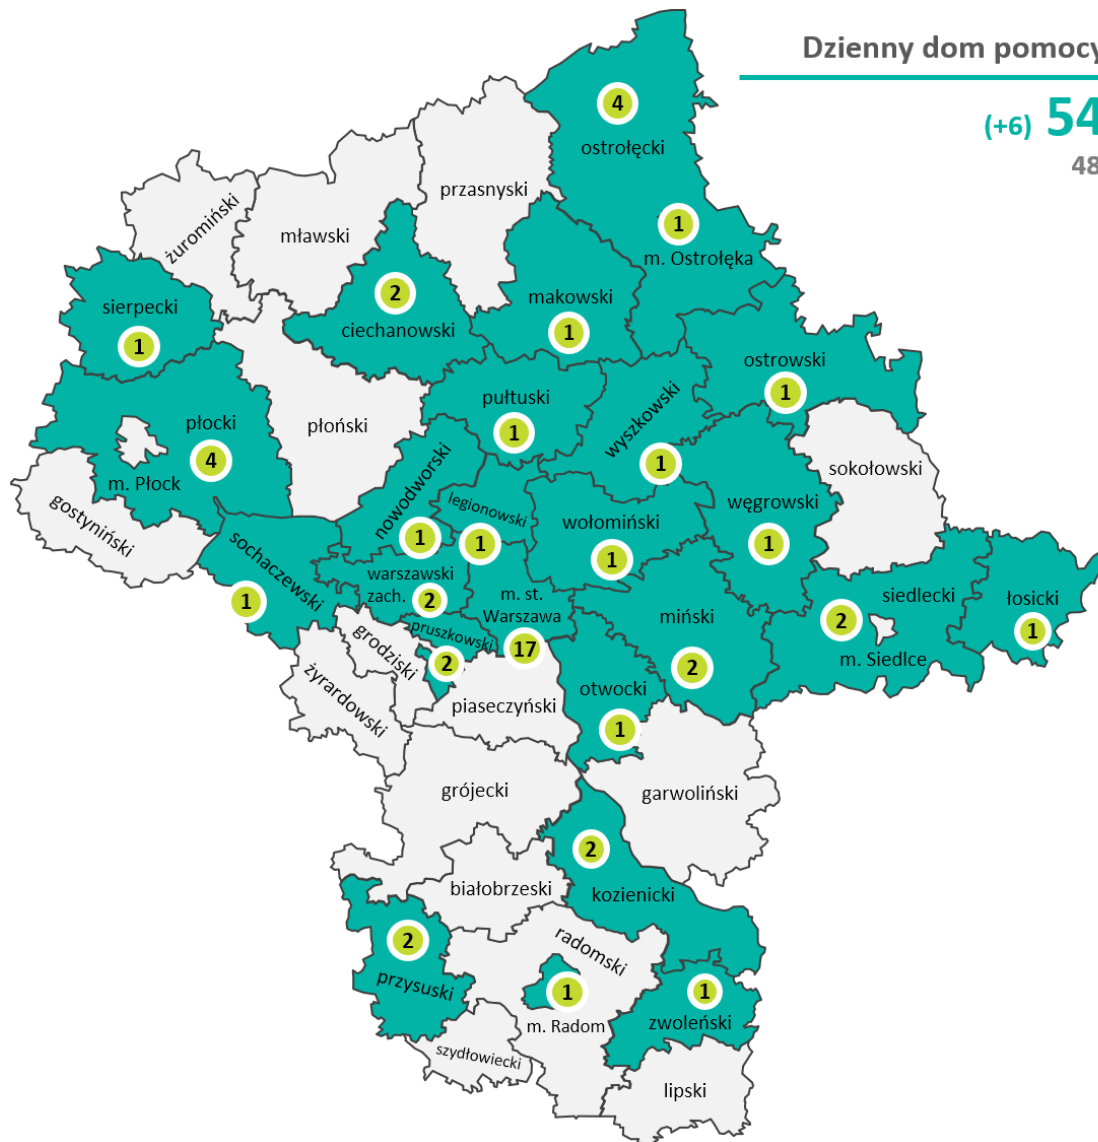 Dzienny dom pomocy
(+6) 54
48
4
ostrołęcki
przasnyski
żuromiński
mławski
1
m. Ostrołęka
2
ciechanowski
makowski
1
sierpecki
1
ostrowski
1
pułtuski
1
wyszkowski
1
płocki
4
m. Płock
płoński
sokołowski
gostyniński
nowodworski
1
legionowski
1
wołomiński
1
węgrowski
1
sochaczewski
1
warszawski
zach.
2
m. st.
Warszawa
17
pruszkowski
2
grodziski
żyrardowski
piaseczyński
miński
2
siedlecki
2
m. Siedlce
łosicki
1
otwocki
1
grójecki
garwoliński
2
kozienicki
białobrzeski
2
przysuski
radomski
1
m. Radom
1
zwoleński
szydłowiecki
lipski